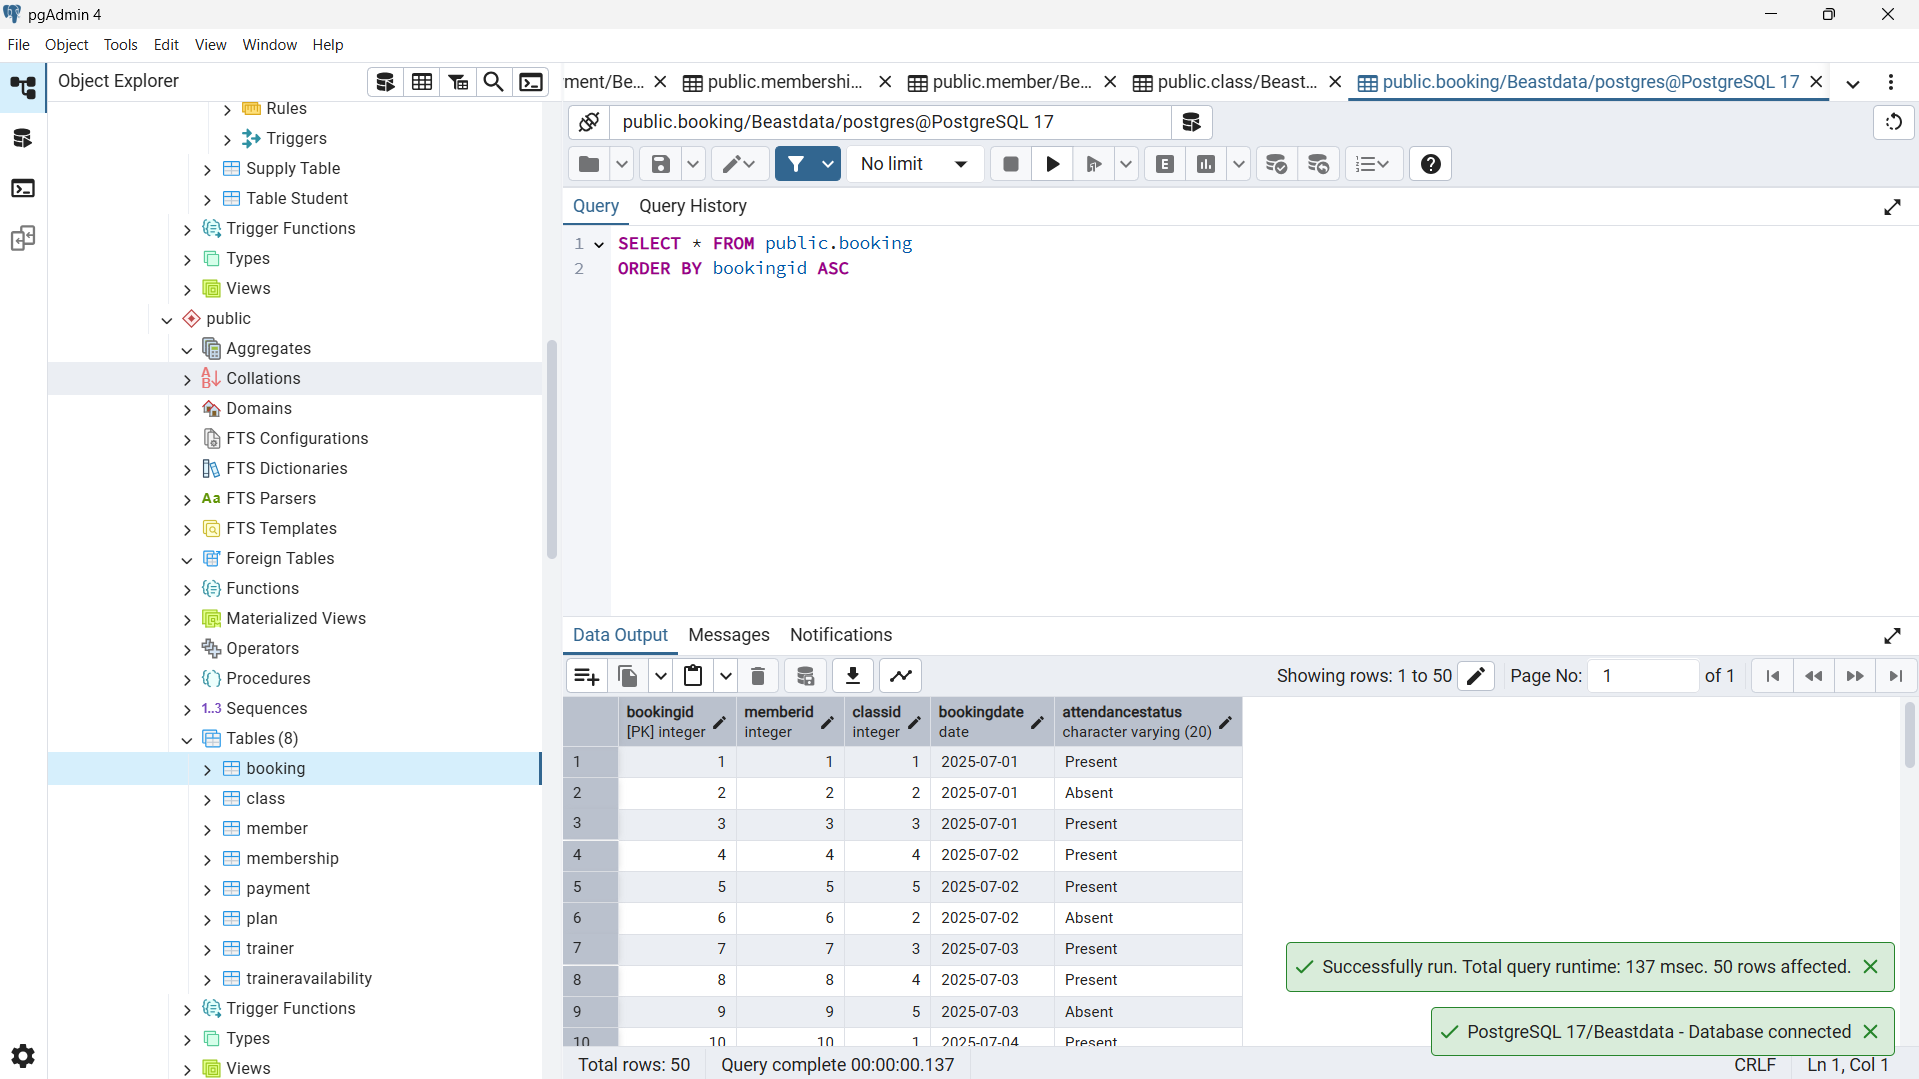 pgAdmin 4
File Object Tools Edit View Window Help
Object Explorer
Rules
Triggers
Supply Table
Table Student
Trigger Functions
Types
Views
public
Aggregates
Collations
Domains
FTS Configurations
FTS Dictionaries
Aa FTS Parsers
FTS Templates
Foreign Tables
Functions
Materialized Views
Operators
Procedures
1..3 Sequences
Tables (8)
booking
class
member
membership
payment
plan
trainer
traineravailability
Trigger Functions
Types
Views
ment/Be... public.membershi... public.member/Be... public.class/Beast... public.booking/Beastdata/postgres@PostgreSQL 17
public.booking/Beastdata/postgres@PostgreSQL 17
No limit E
Query Query History
1 SELECT * FROM public.booking
2 ORDER BY bookingid ASC
Data Output Messages Notifications
Showing rows: 1 to 50 Page No: 1 of 1
bookingid memberid classid bookingdate attendancestatus
[PK] integer integer integer date character varying (20)
1 1 1 1 2025-07-01 Present
2 2 2 2 2025-07-01 Absent
3 3 3 3 2025-07-01 Present
4 4 4 4 2025-07-02 Present
5 5 5 5 2025-07-02 Present
6 6 6 2 2025-07-02 Absent
7 7 7 3 2025-07-03 Present
8 8 8 4 2025-07-03 Present
9 9 9 5 2025-07-03 Absent
10 10 10 1 2025-07-04 Present
Successfully run. Total query runtime: 137 msec. 50 rows affected.
PostgreSQL 17/Beastdata - Database connected
Total rows: 50 Query complete 00:00:00.137 CRLF Ln 1, Col 1